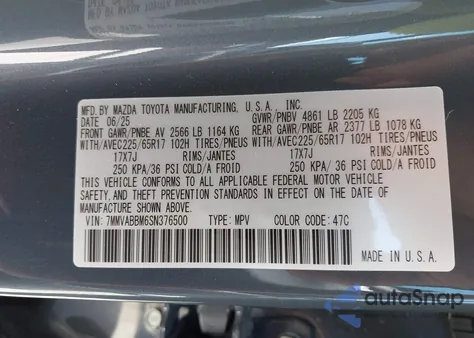 MFD. BY MAZDA TOYOTA MANUFACTURING, U.S.A., INC.
DATE 06/25 GVWR/PNBV 4861 LB 2205 KG
FRONT GAWR/PNBE AV 2566 LB 1164 KG REAR GAWR/PNBE AR 2377 LB 1078 KG
WITH/AVEC225/65R17 102H TIRES/PNEUS WITH/AVEC225/65R17 102H TIRES/PNEUS
17X7J RIMS/JANTES 17X7J RIMS/JANTES
250 KPA/36 PSI COLD/A FROID 250 KPA/36 PSI COLD/A FROID
THIS VEHICLE CONFORMS TO ALL APPLICABLE FEDERAL MOTOR VEHICLE
SAFETY, AND THEFT PREVENTION STANDARDS IN EFFECT ON THE DATE OF
MANUFACTURE SHOWN ABOVE.
VIN: 7MMVABBM6SN376500 TYPE: MPV COLOR CODE: 47C
autoSnap